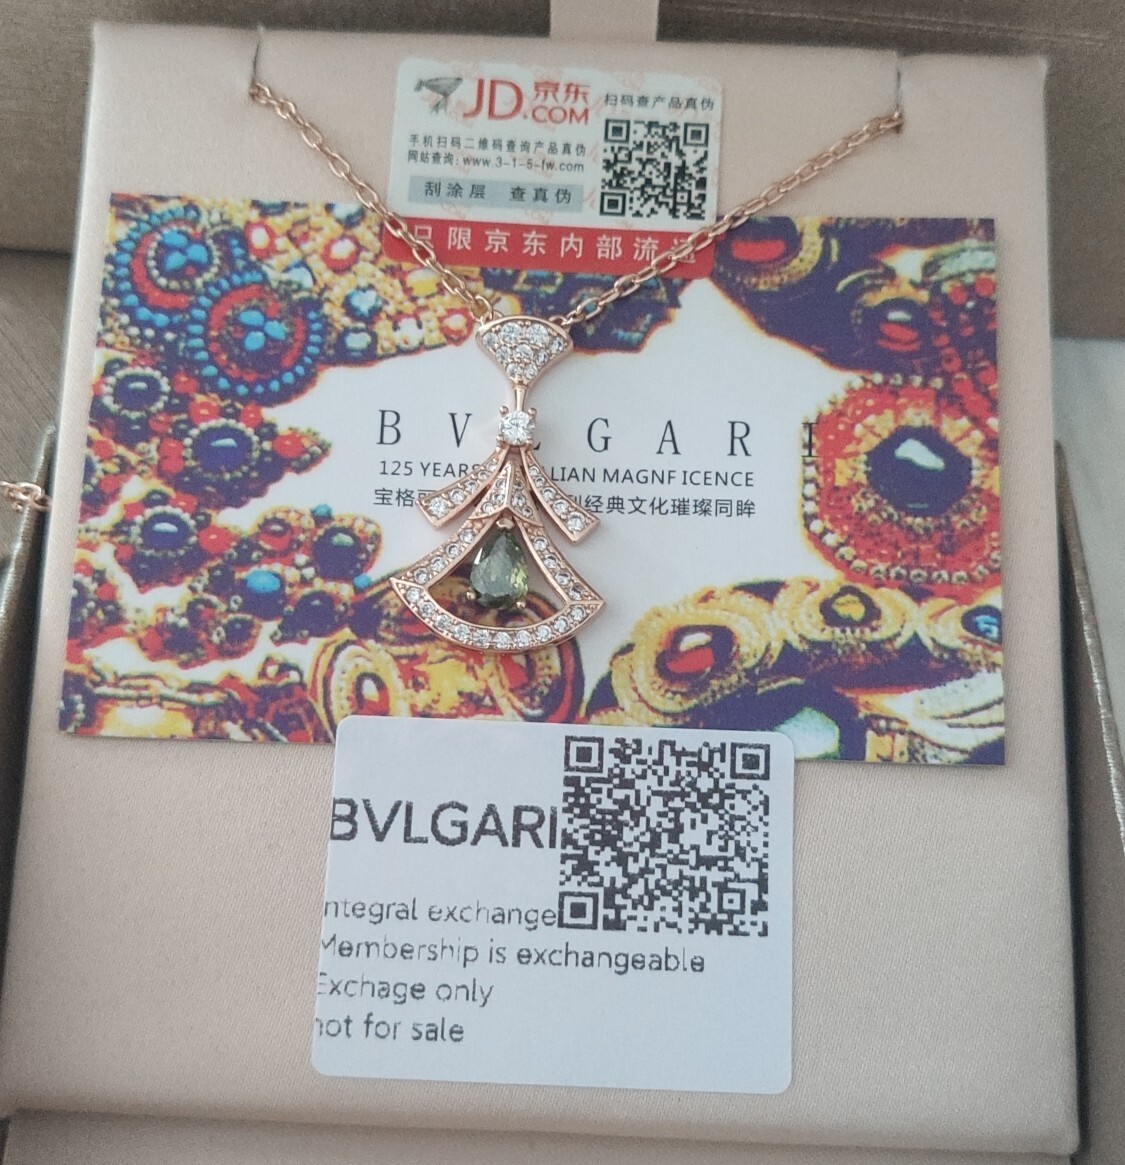 JD.京东
.COM
扫码查产品真伪
手机扫码二维码查询产品真伪
网站查询:www.3-1-5-fw.com
刮涂层 查真伪
只限京东内部流通
B V L G A R I
125 YEARS LIAN MAGNF ICENCE
宝格 经典文化璀璨同眸
BVLGARI
ntegral exchange
Membership is exchangeable
Exchage only
not for sale